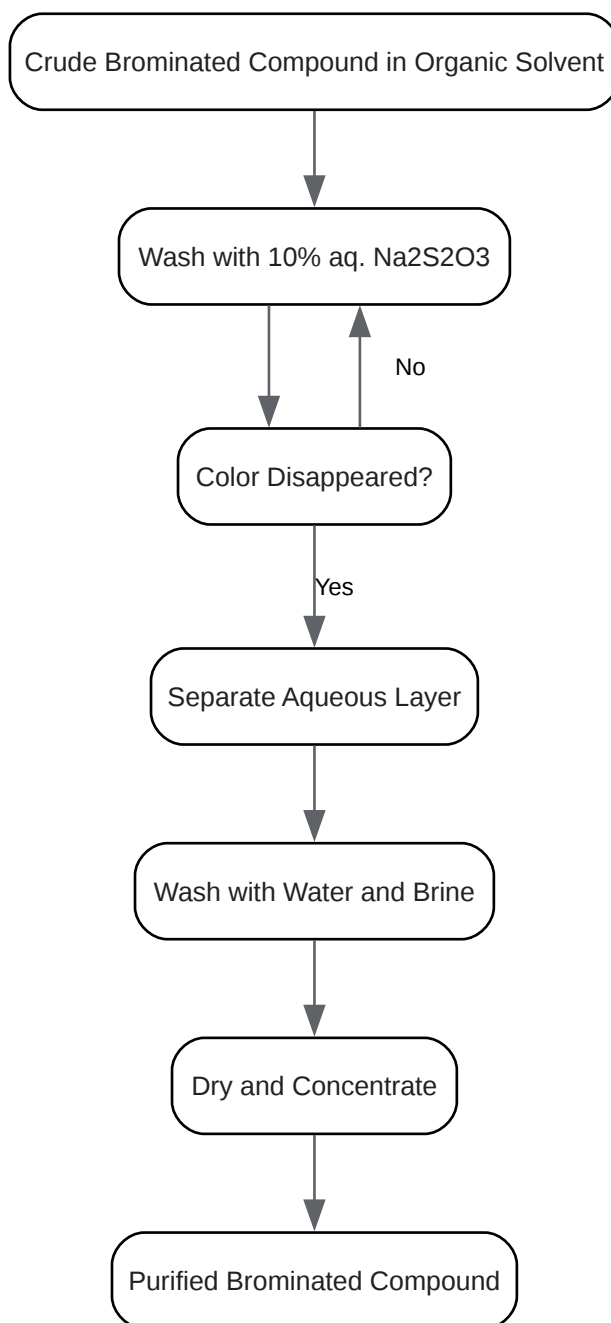 Crude Brominated Compound in Organic Solvent
Wash with 10% aq. Na2S2O3
No
Color Disappeared?
Yes
Separate Aqueous Layer
Wash with Water and Brine
Dry and Concentrate
Purified Brominated Compound